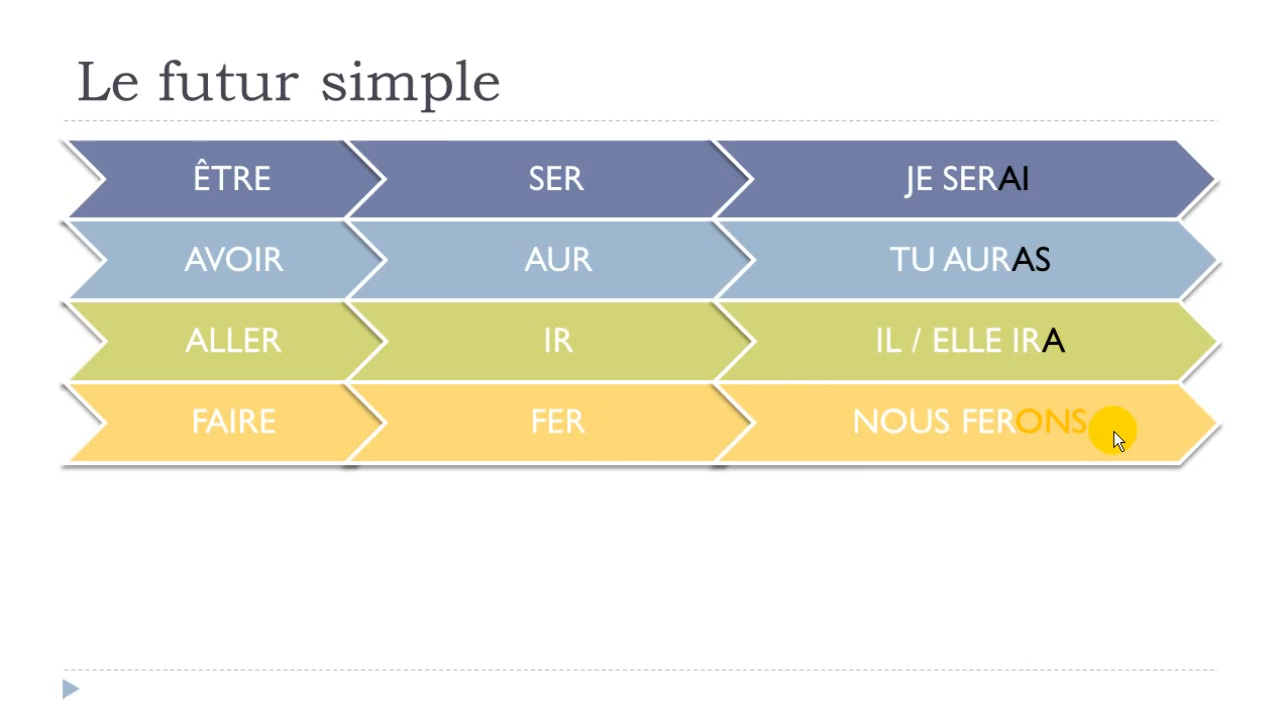 Le futur simple
ÊTRE SER JE SERAI
AVOIR AUR TU AURAS
ALLER IR IL / ELLE IRA
FAIRE FER NOUS FERONS